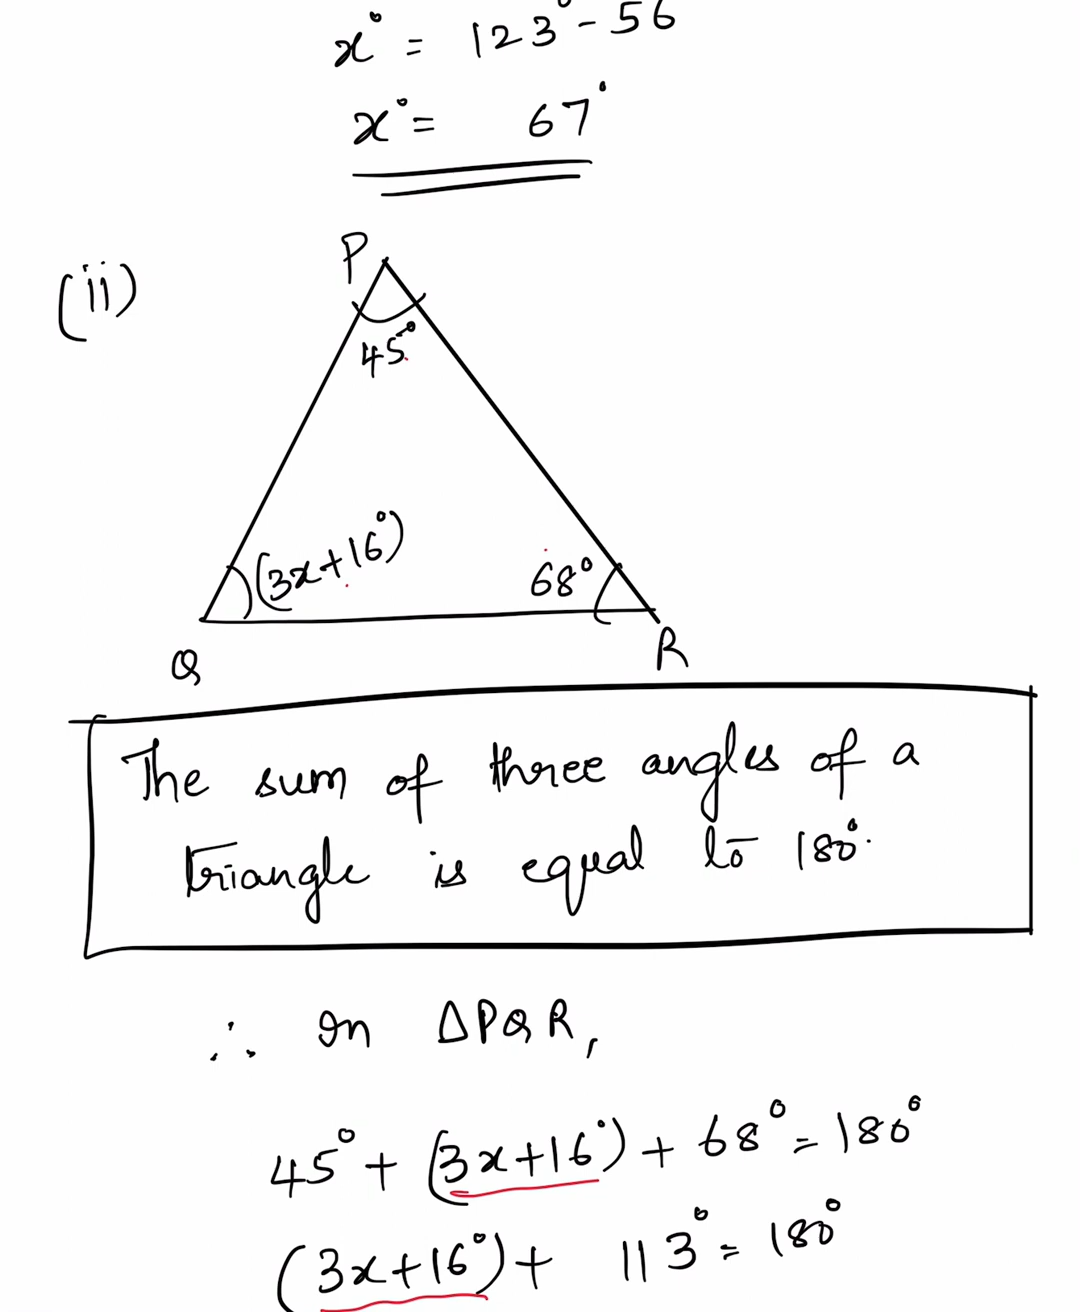 x° = 123° - 56
x° = 67°
(ii)
P
45°
(3x+16°)
68°
Q
R
The sum of three angles of a
triangle is equal to 180°.
∴ In ΔPQR,
45° + (3x+16°) + 68° = 180°
(3x+16°) + 113° = 180°